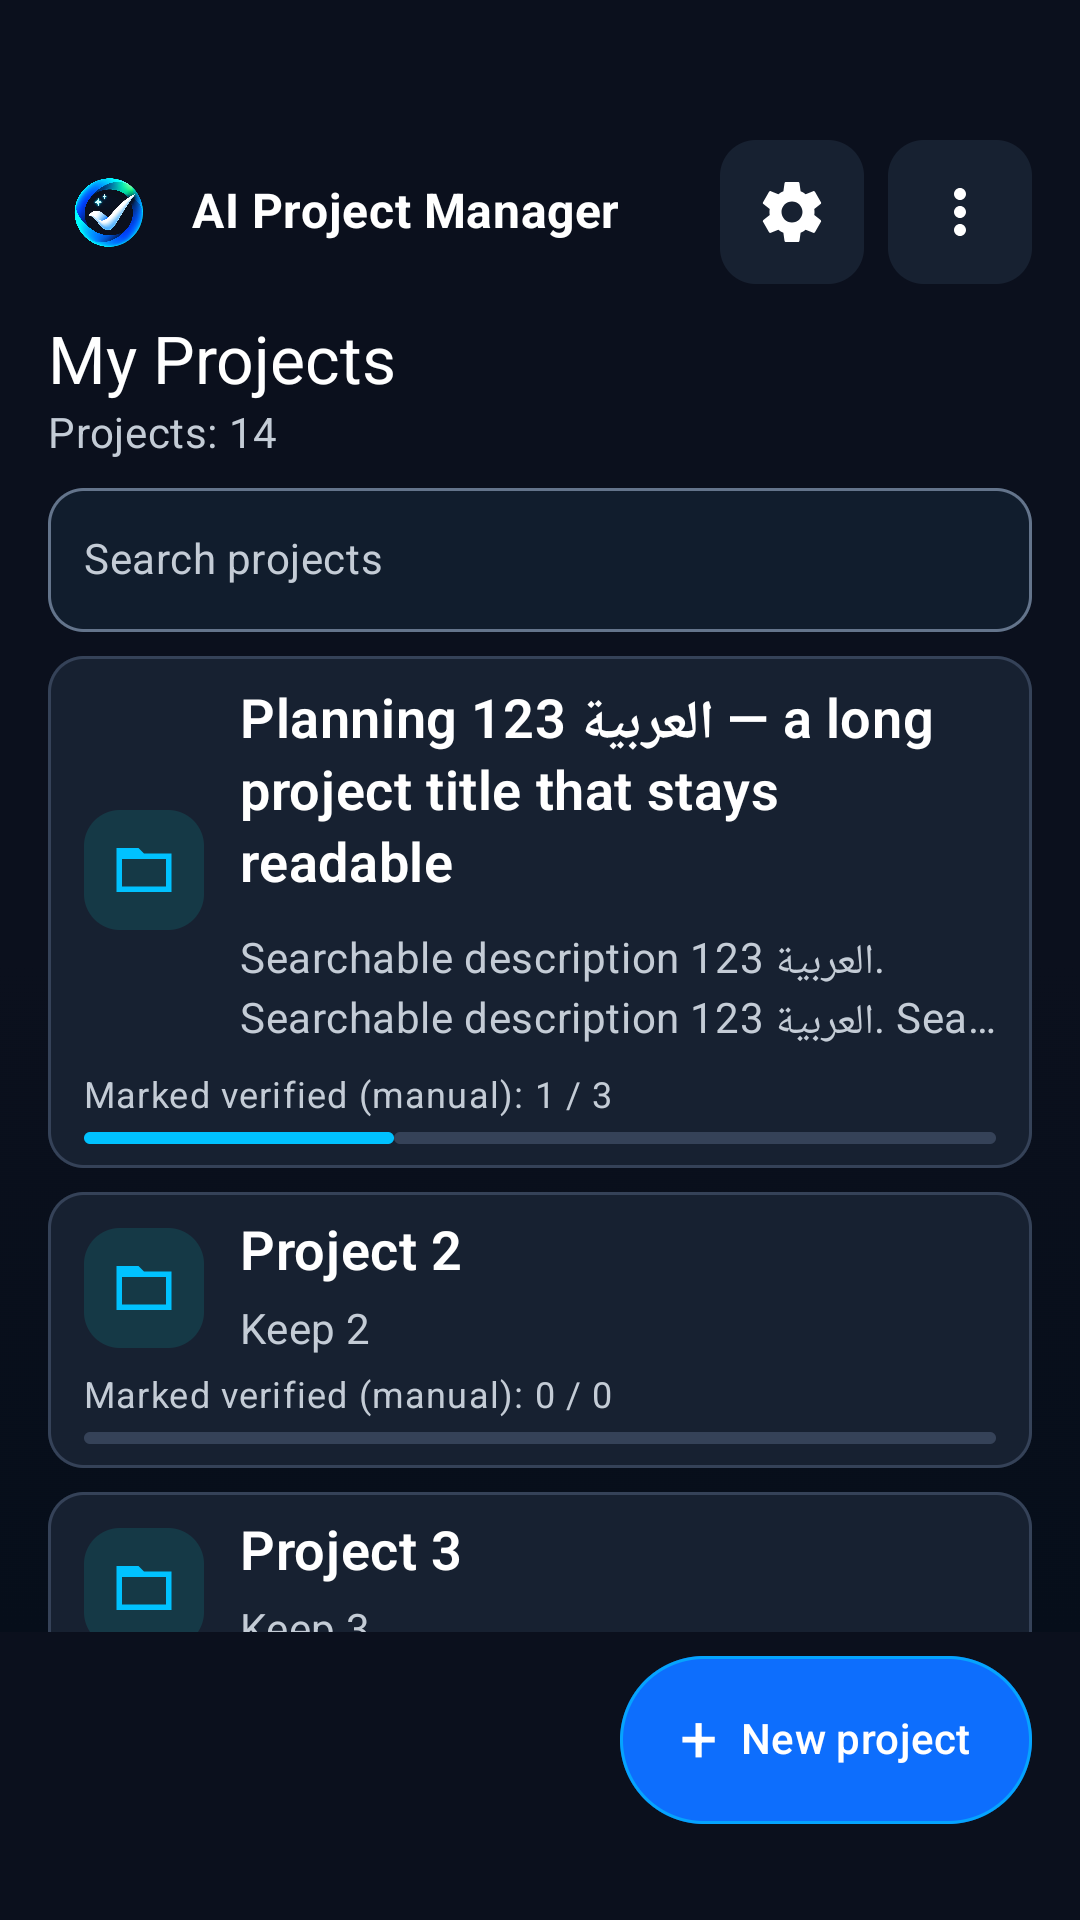 AI Project Manager
My Projects
Projects: 14
Search projects
Planning 123 العربية — a long
project title that stays
readable
Searchable description 123 العربية.
Searchable description 123 العربية. Sea…
Marked verified (manual): 1 / 3
Project 2
Keep 2
Marked verified (manual): 0 / 0
Project 3
Keep 3
+ New project